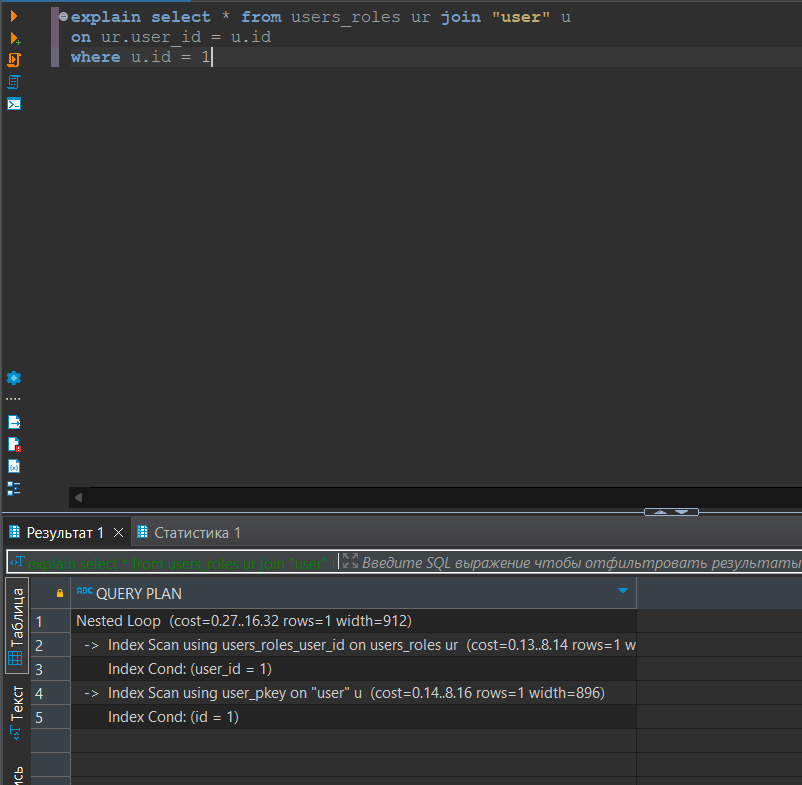 explain select * from users_roles ur join "user" u
on ur.user_id = u.id
where u.id = 1
Результат 1
Статистика 1
explain select * from users_roles ur join "user"
Введите SQL выражение чтобы отфильтровать результаты
Таблица
Текст
QUERY PLAN
1 Nested Loop (cost=0.27..16.32 rows=1 width=912)
2 -> Index Scan using users_roles_user_id on users_roles ur (cost=0.13..8.14 rows=1 w
3 Index Cond: (user_id = 1)
4 -> Index Scan using user_pkey on "user" u (cost=0.14..8.16 rows=1 width=896)
5 Index Cond: (id = 1)